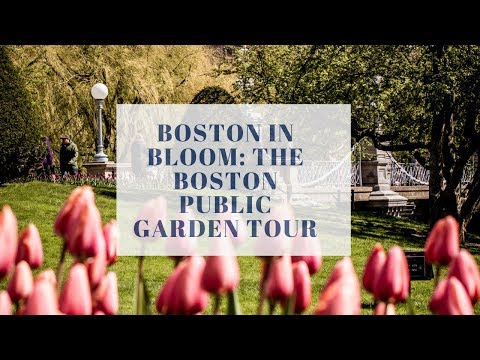 BOSTON IN
BLOOM: THE
BOSTON
PUBLIC
GARDEN TOUR